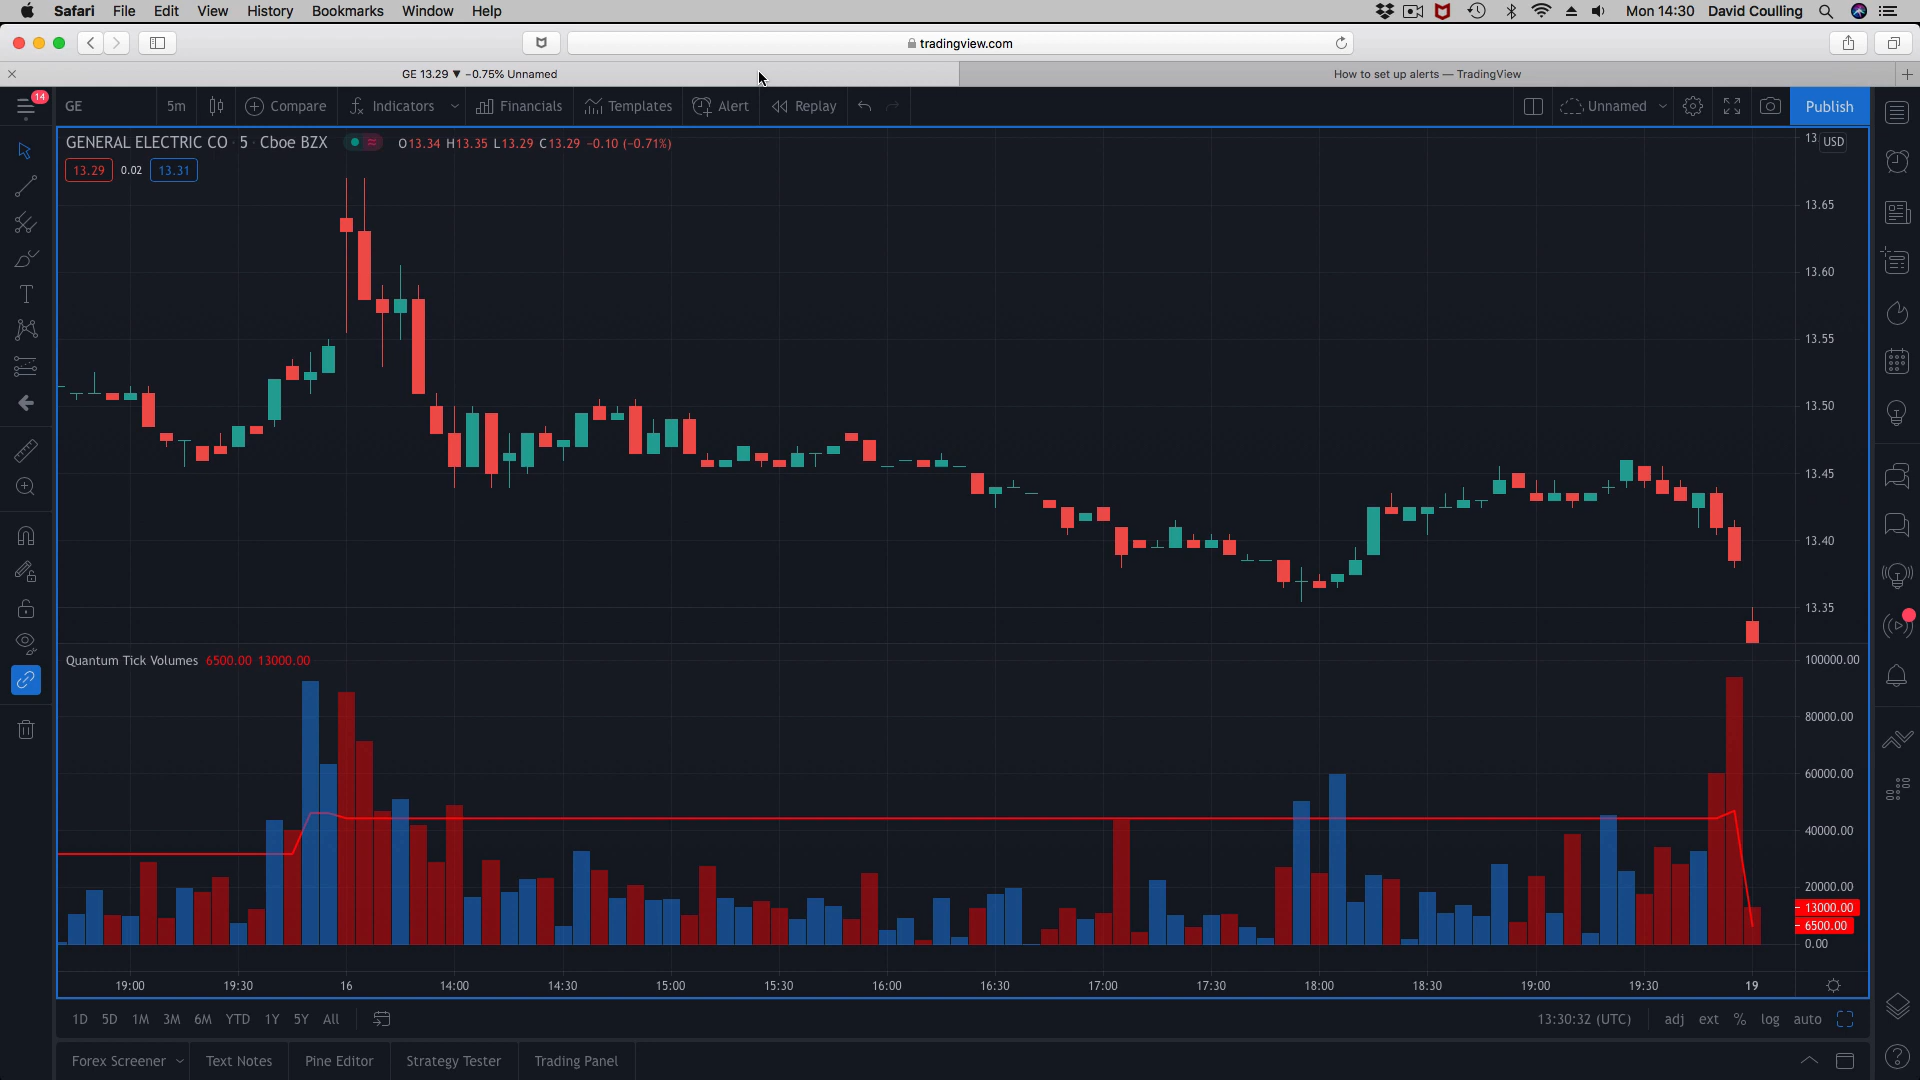 Safari File Edit View History Bookmarks Window Help Mon 14:30 David Coulling
tradingview.com
GE 13.29 ▼ −0.75% Unnamed How to set up alerts — TradingView
14 GE 5m Compare Indicators Financials Templates Alert Replay Unnamed Publish
GENERAL ELECTRIC CO · 5 · Cboe BZX O13.34 H13.35 L13.29 C13.29 −0.10 (−0.71%)
13 USD
13.29 0.02 13.31
13.65
13.60
13.55
13.50
13.45
13.40
13.35
Quantum Tick Volumes 6500.00 13000.00
100000.00
80000.00
60000.00
40000.00
20000.00
13000.00
6500.00
0.00
19:00 19:30 16 14:00 14:30 15:00 15:30 16:00 16:30 17:00 17:30 18:00 18:30 19:00 19:30 19
1D 5D 1M 3M 6M YTD 1Y 5Y All 13:30:32 (UTC) adj ext % log auto
Forex Screener Text Notes Pine Editor Strategy Tester Trading Panel